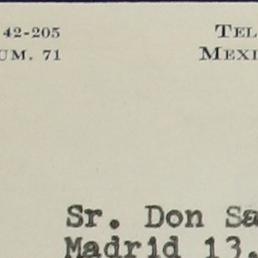 42-205 TEL
UM. 71 MEXI
Sr. Don Sa
Madrid 13.